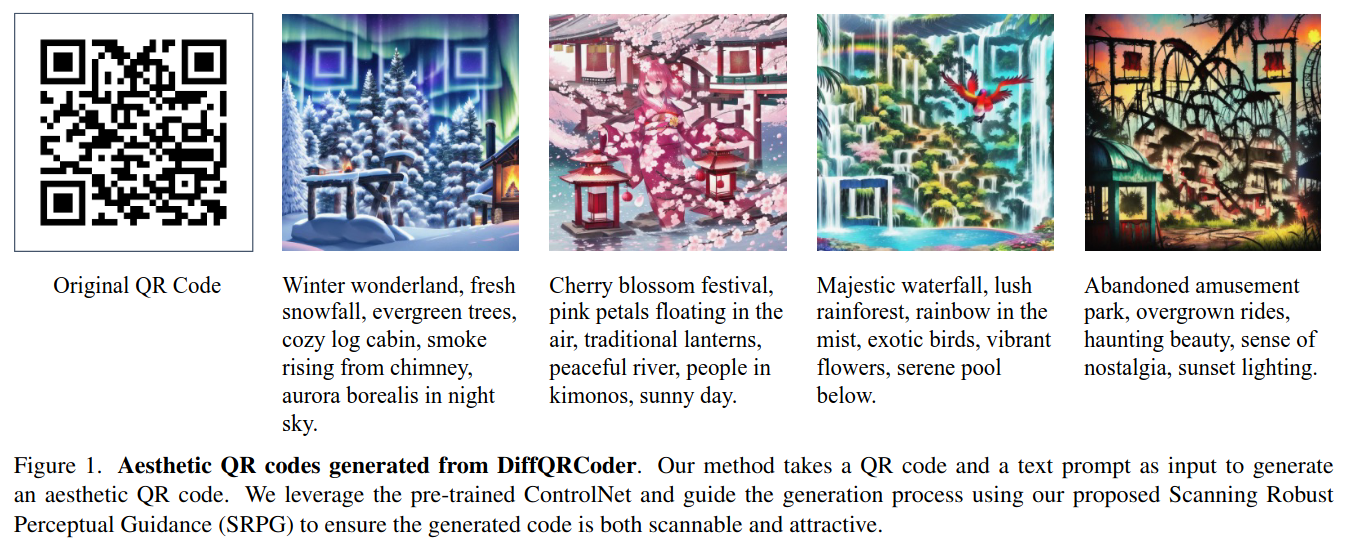 Original QR Code
Winter wonderland, fresh
snowfall, evergreen trees,
cozy log cabin, smoke
rising from chimney,
aurora borealis in night
sky.
Cherry blossom festival,
pink petals floating in the
air, traditional lanterns,
peaceful river, people in
kimonos, sunny day.
Majestic waterfall, lush
rainforest, rainbow in the
mist, exotic birds, vibrant
flowers, serene pool
below.
Abandoned amusement
park, overgrown rides,
haunting beauty, sense of
nostalgia, sunset lighting.
Figure 1. Aesthetic QR codes generated from DiffQRCoder. Our method takes a QR code and a text prompt as input to generate
an aesthetic QR code. We leverage the pre-trained ControlNet and guide the generation process using our proposed Scanning Robust
Perceptual Guidance (SRPG) to ensure the generated code is both scannable and attractive.